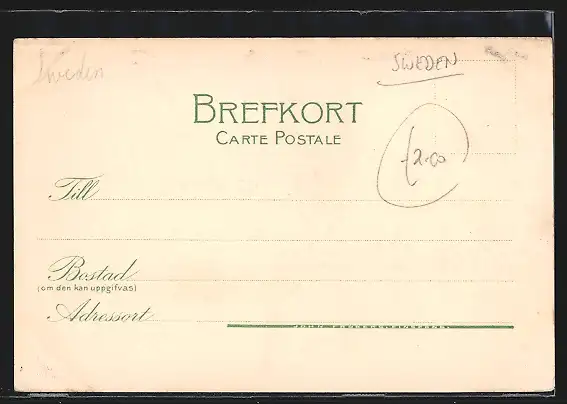 Sweden
SWEDEN
BREFKORT
CARTE POSTALE
£2.00
Till
Bostad
(om den kan uppgifvas)
Adressort